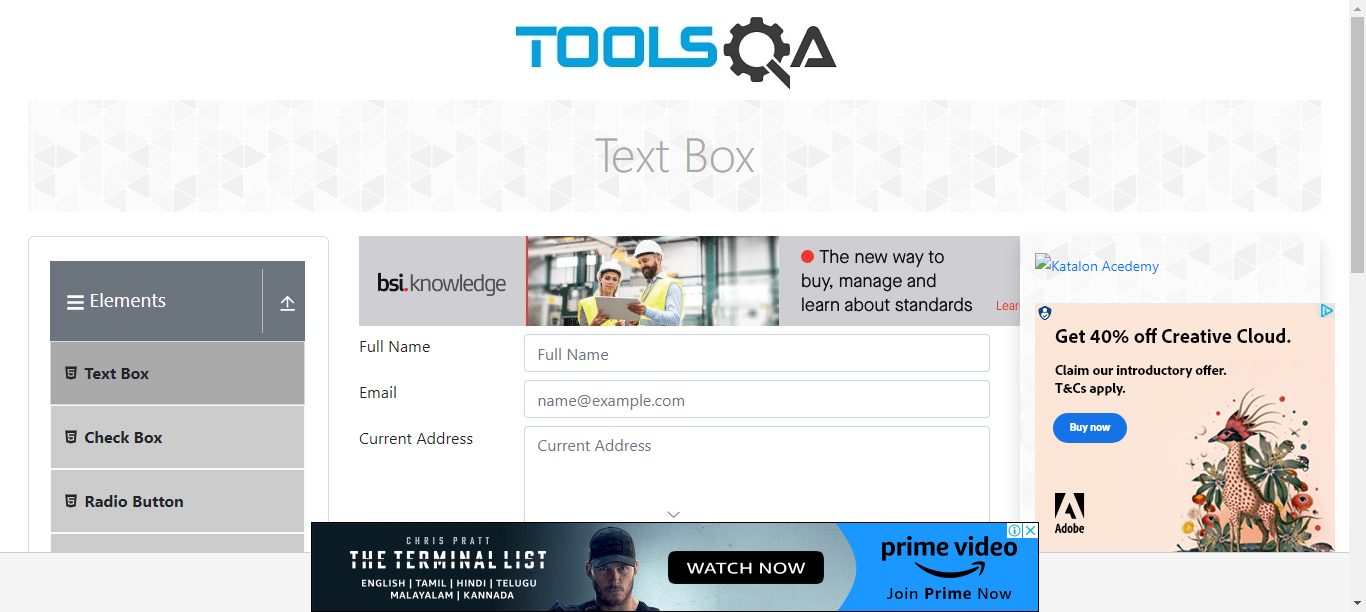 TOOLSQA
Text Box
Elements
Text Box
Check Box
Radio Button
bsi.knowledge
The new way to
buy, manage and
learn about standards
Lear
Full Name
Full Name
Email
name@example.com
Current Address
Current Address
Katalon Acedemy
Get 40% off Creative Cloud.
Claim our introductory offer.
T&Cs apply.
Buy now
Adobe
CHRIS PRATT
THE TERMINAL LIST
ENGLISH | TAMIL | HINDI | TELUGU
MALAYALAM | KANNADA
WATCH NOW
prime video
Join Prime Now